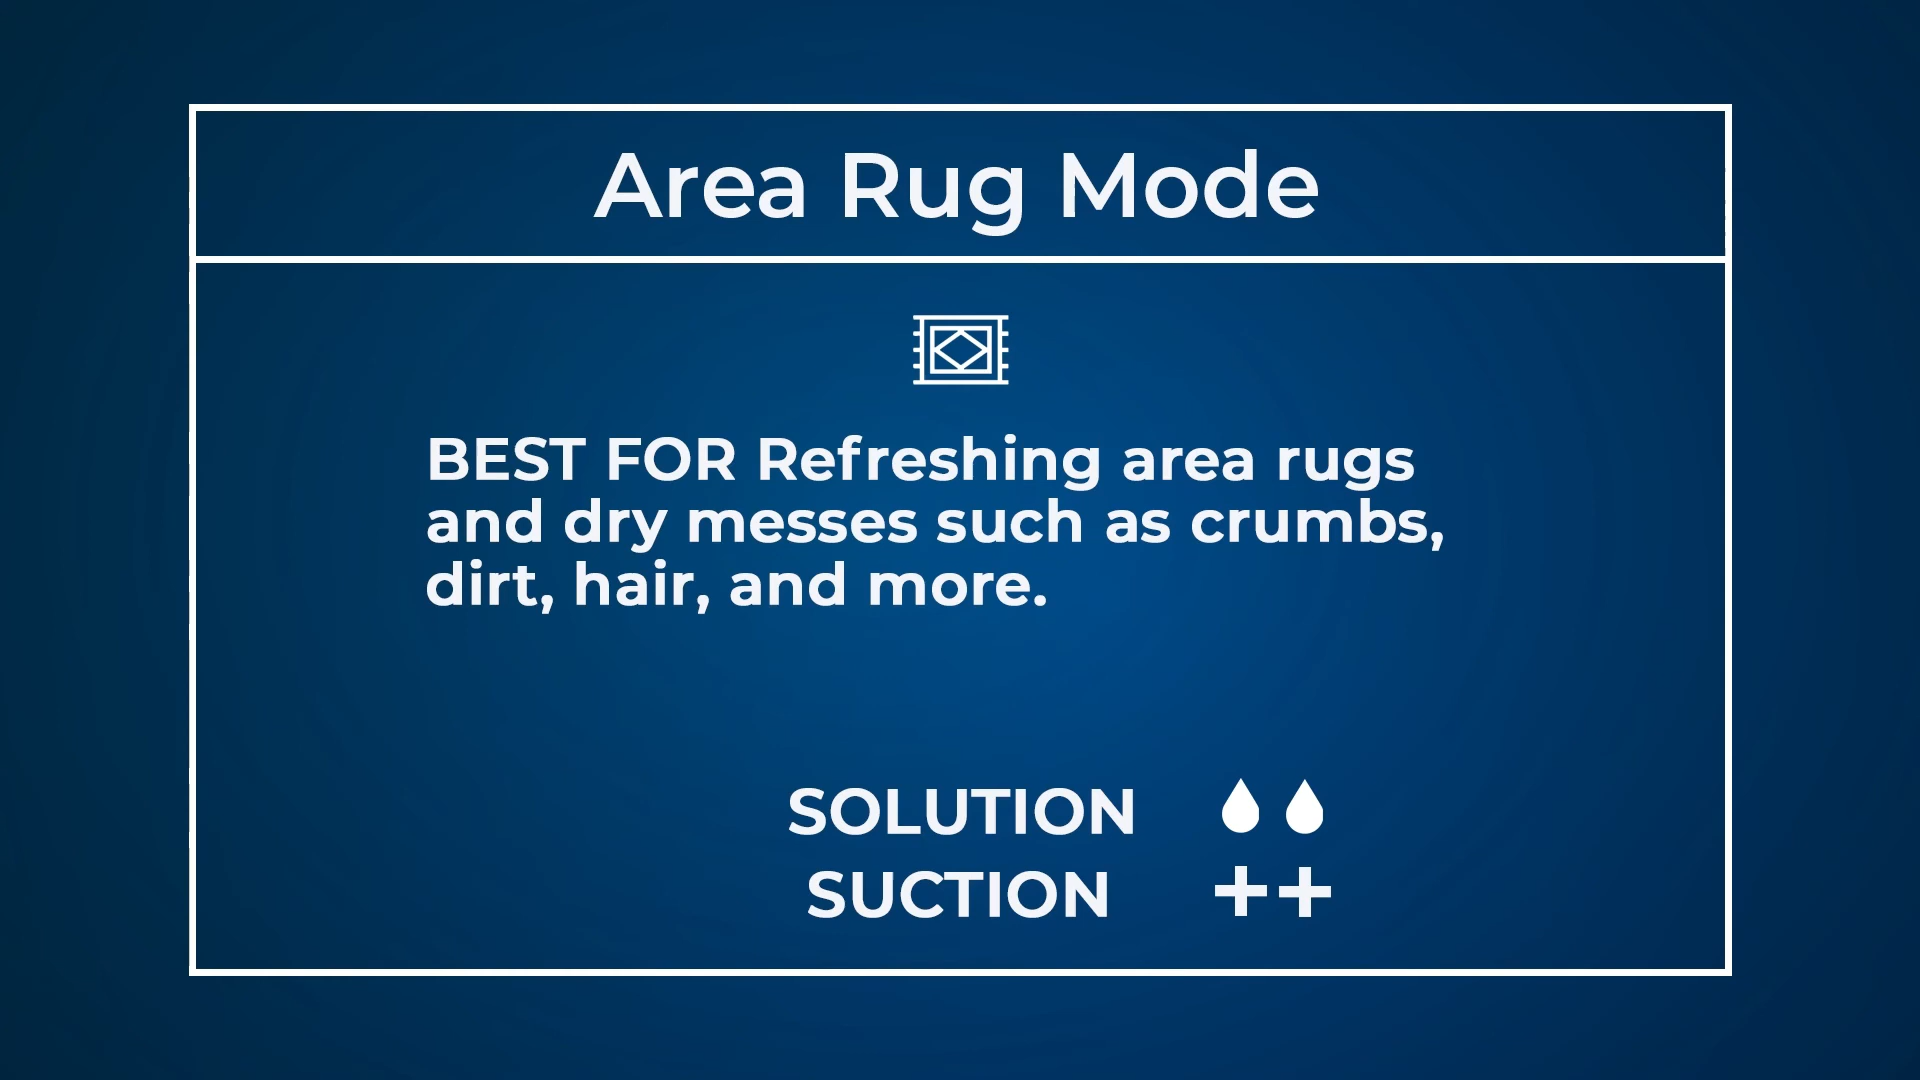 Area Rug Mode
BEST FOR Refreshing area rugs
and dry messes such as crumbs,
dirt, hair, and more.
SOLUTION
SUCTION ++